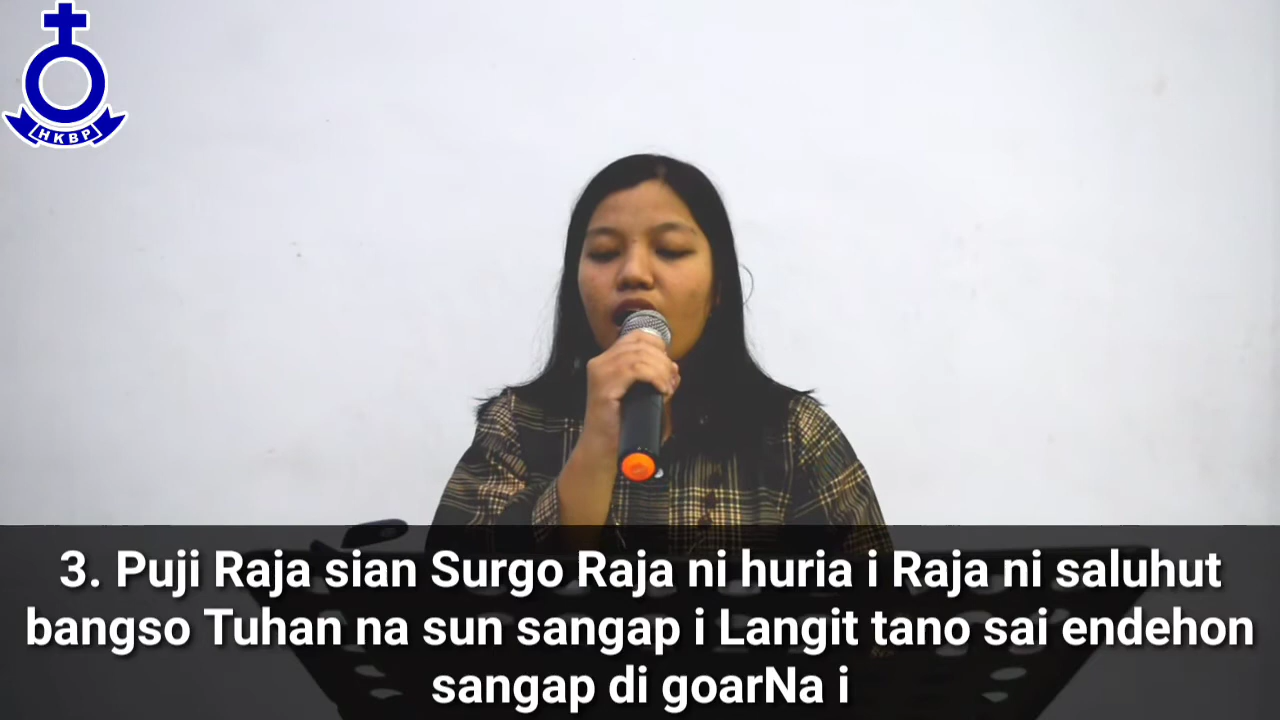 HKBP
3. Puji Raja sian Surgo Raja ni huria i Raja ni saluhut
bangso Tuhan na sun sangap i Langit tano sai endehon
sangap di goarNa i